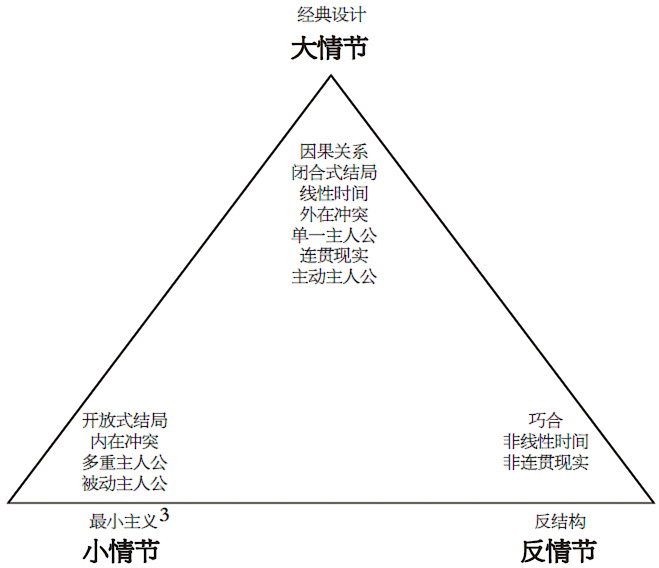 经典设计
大情节
因果关系
闭合式结局
线性时间
外在冲突
单一主人公
连贯现实
主动主人公
开放式结局
内在冲突
多重主人公
被动主人公
巧合
非线性时间
非连贯现实
最小主义3
小情节
反结构
反情节